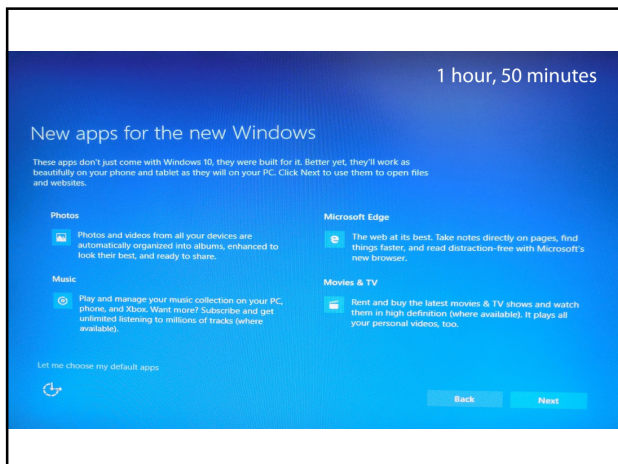 1 hour, 50 minutes
New apps for the new Windows
These apps don't just come with Windows 10, they were built for it. Better yet, they'll work as
beautifully on your phone and tablet as they will on your PC. Click Next to use them to open files
and websites.
Photos
Photos and videos from all your devices are
automatically organized into albums, enhanced to
look their best, and ready to share.
Music
Play and manage your music collection on your PC,
phone, and Xbox. Want more? Subscribe and get
unlimited listening to millions of tracks (where
available).
Microsoft Edge
The web at its best. Take notes directly on pages, find
things faster, and read distraction-free with Microsoft's
new browser.
Movies & TV
Rent and buy the latest movies & TV shows and watch
them in high definition (where available). It plays all
your personal videos, too.
Let me choose my default apps
Back
Next